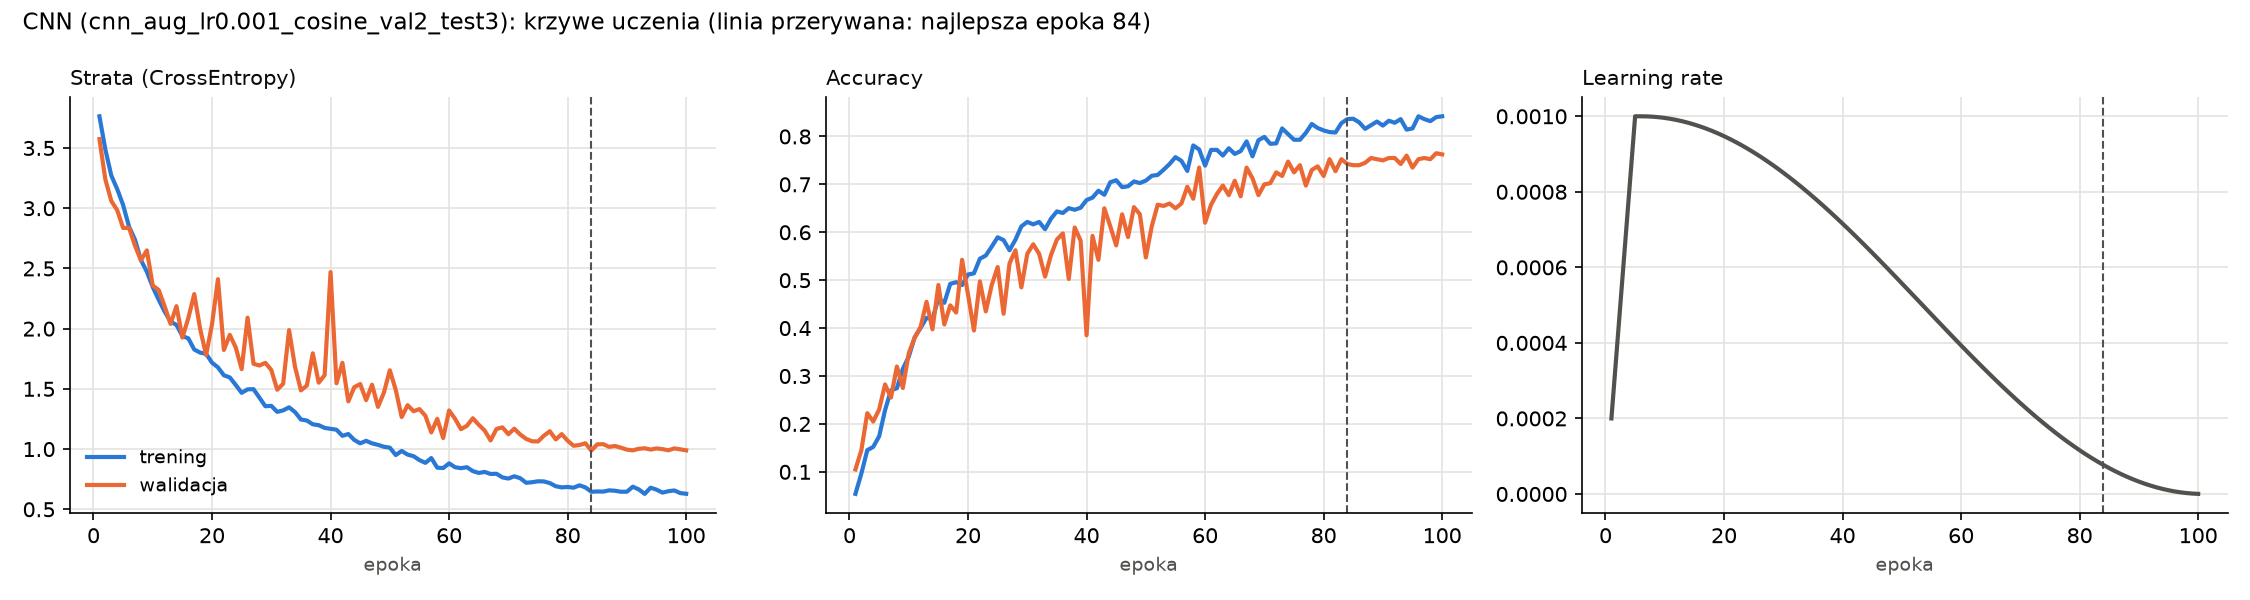 CNN (cnn_aug_lr0.001_cosine_val2_test3): krzywe uczenia (linia przerywana: najlepsza epoka 84)
Strata (CrossEntropy)
3.5
3.0
2.5
2.0
1.5
1.0
0.5
trening
walidacja
0 20 40 60 80 100
epoka
Accuracy
0.8
0.7
0.6
0.5
0.4
0.3
0.2
0.1
0 20 40 60 80 100
epoka
Learning rate
0.0010
0.0008
0.0006
0.0004
0.0002
0.0000
0 20 40 60 80 100
epoka